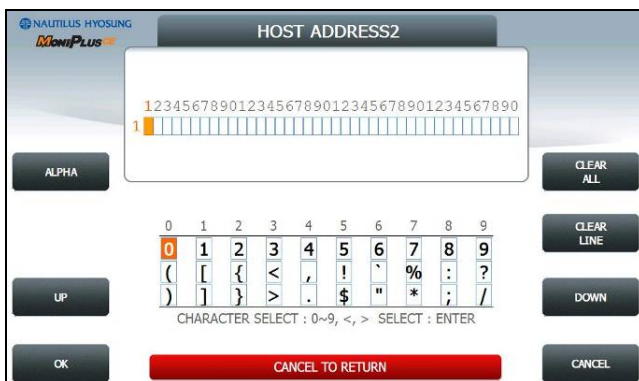 NAUTILUS HYOSUNG
MONIPLUS CE
HOST ADDRESS2
1234567890123456789012345678901234567890
1
ALPHA
CLEAR ALL
0 1 2 3 4 5 6 7 8 9
0 1 2 3 4 5 6 7 8 9
( [ { < , ! ` % : ?
) ] } > . $ " * ; /
CLEAR LINE
UP
DOWN
CHARACTER SELECT : 0~9, <, > SELECT : ENTER
OK
CANCEL TO RETURN
CANCEL